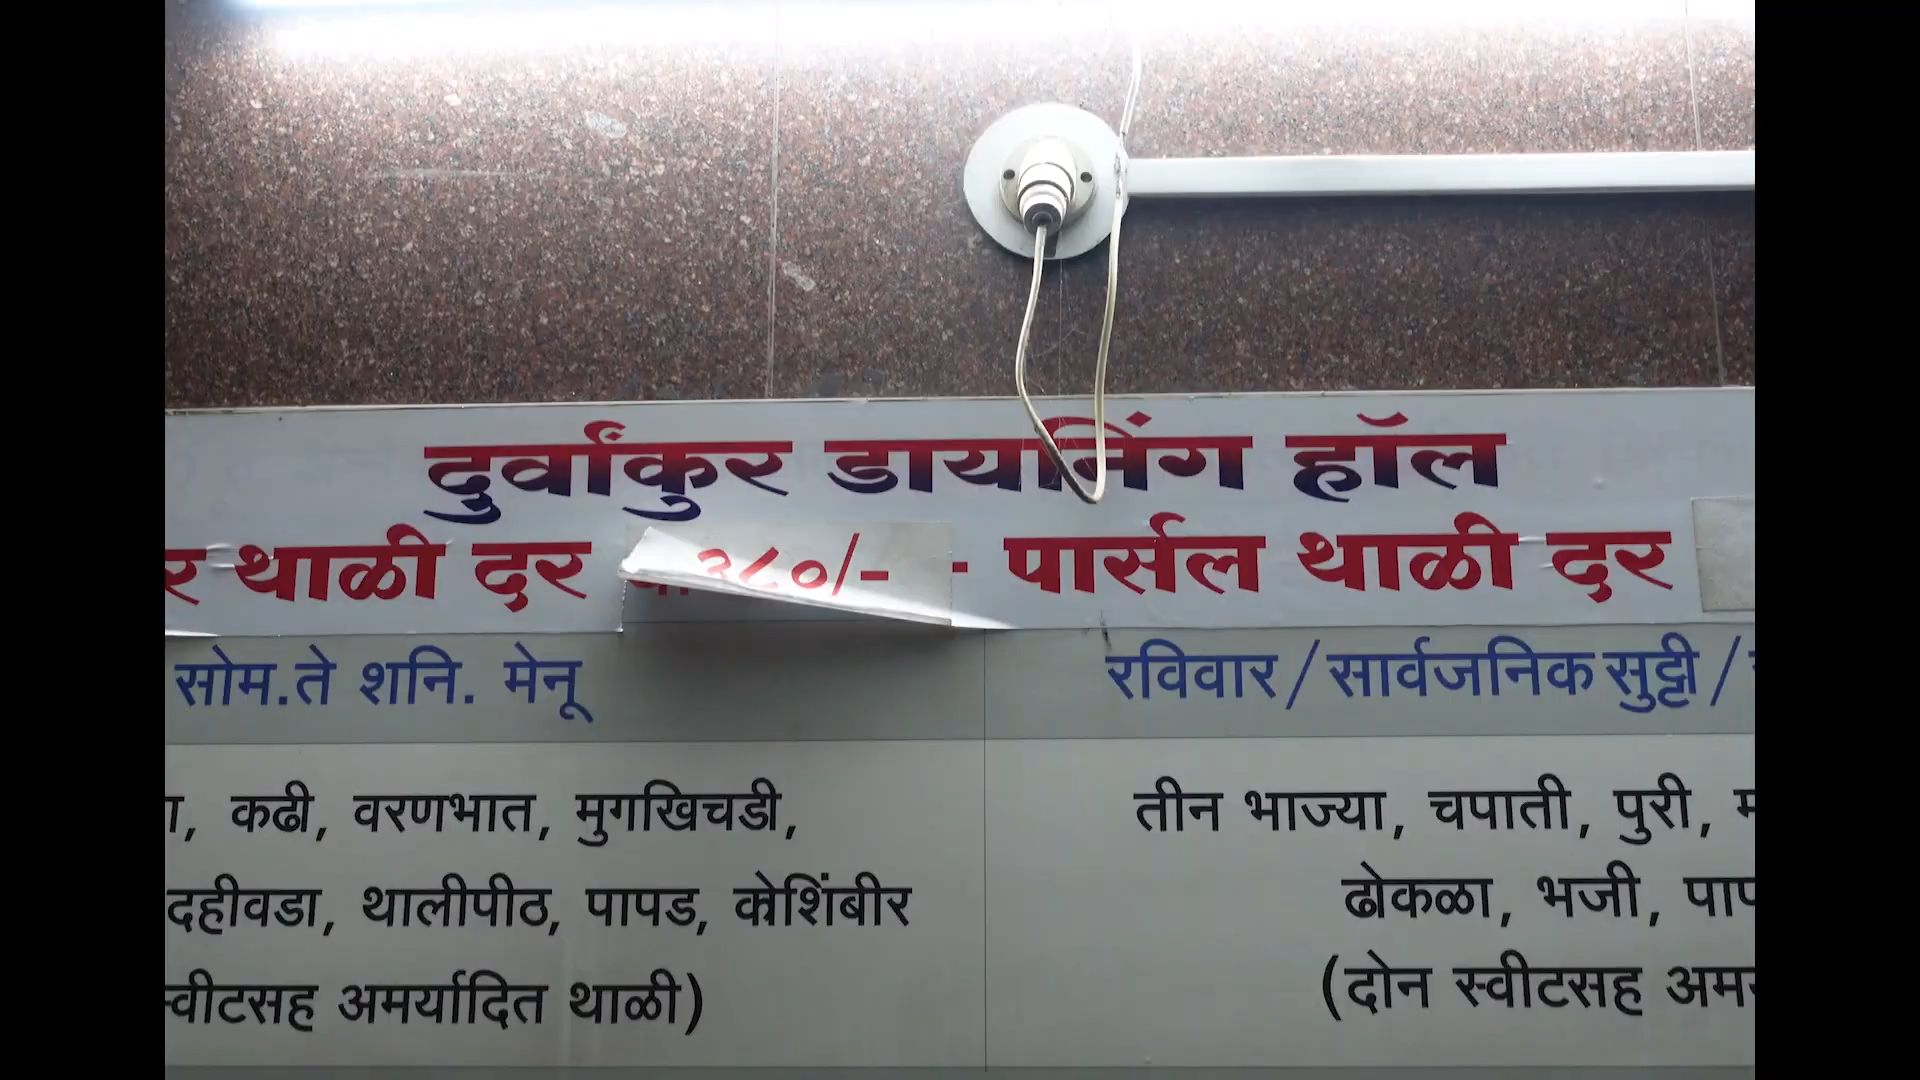 दुर्वांकुर डायनिंग हॉल
थाळी दर ३८०/- - पार्सल थाळी दर
सोम.ते शनि. मेनू
रविवार/सार्वजनिक सुट्टी/
कढी, वरणभात, मुगखिचडी,
दहीवडा, थालीपीठ, पापड, कोशिंबीर
अमर्यादित थाळी)
तीन भाज्या, चपाती, पुरी,
ढोकळा, भजी,
(दोन स्वीटसह